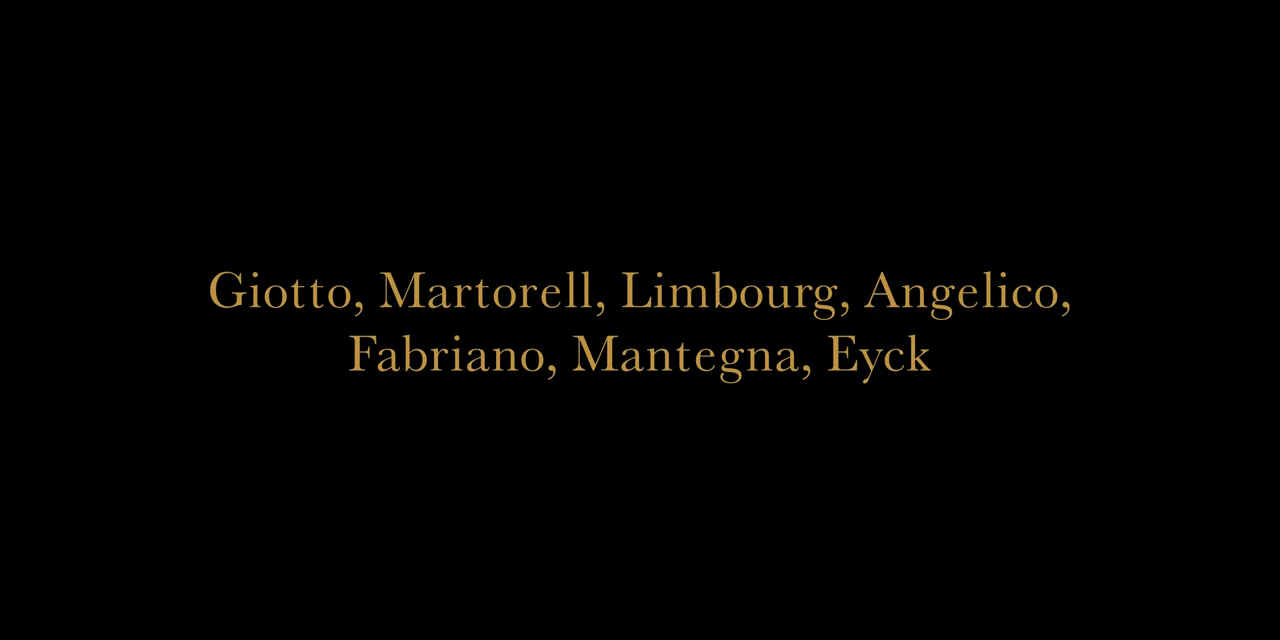 Giotto, Martorell, Limbourg, Angelico,
Fabriano, Mantegna, Eyck